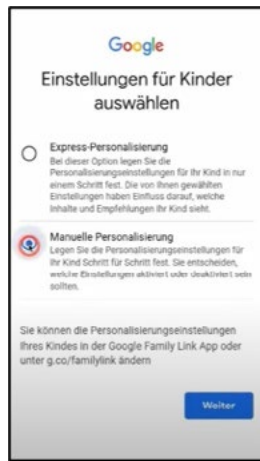 Google
Einstellungen für Kinder
auswählen
Express-Personalisierung
Bei dieser Option legen Sie die
Personalisierungseinstellungen für Ihr Kind in nur
einem Schritt fest. Die von Ihnen gewählten
Einstellungen haben Einfluss darauf, welche
Inhalte und Empfehlungen Ihr Kind sieht.
Manuelle Personalisierung
Legen Sie die Personalisierungseinstellungen für
Ihr Kind Schritt für Schritt fest. Sie entscheiden,
welche Einstellungen aktiviert oder deaktiviert sein
sollten.
Sie können die Personalisierungseinstellungen
Ihres Kindes in der Google Family Link App oder
unter g.co/familylink ändern
Weiter